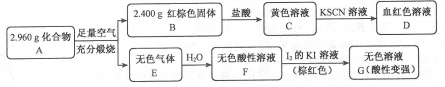 2.400 g 红棕色固体
B
盐酸
黄色溶液
C
KSCN 溶液
血红色溶液
D
2.960 g 化合物
A
足量空气
充分煅烧
无色气体
E
H₂O
无色酸性溶液
F
I₂的 KI 溶液
(棕红色)
无色溶液
G(酸性变强)